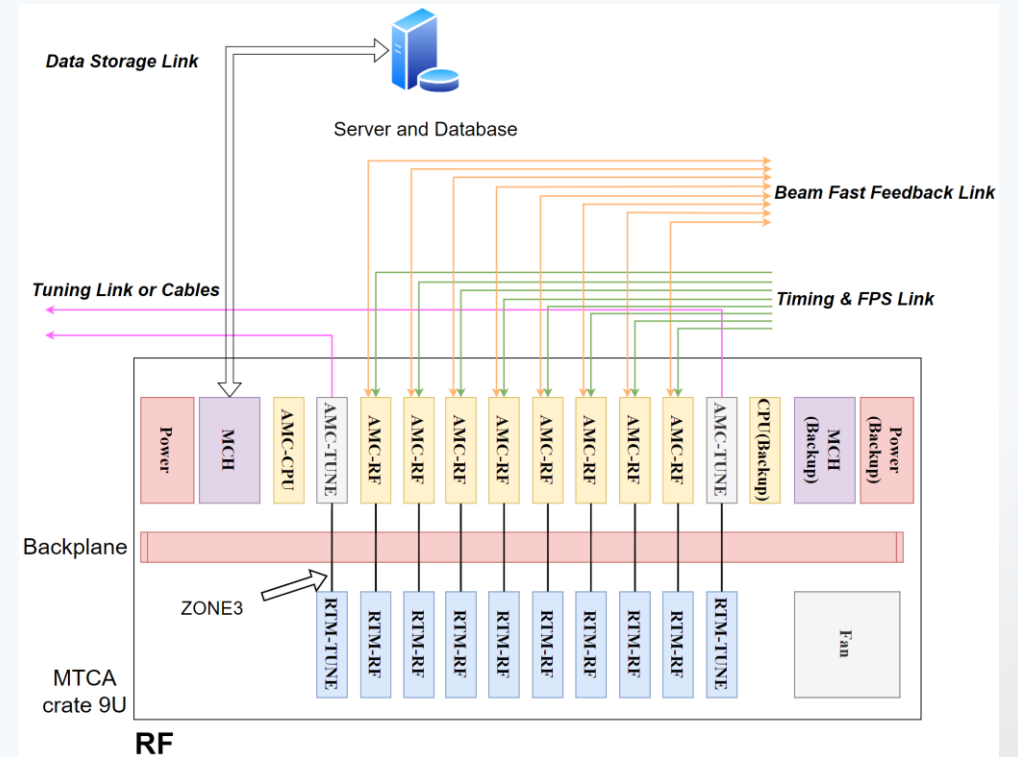 Data Storage Link
Server and Database
Beam Fast Feedback Link
Tuning Link or Cables
Timing & FPS Link
Power
MCH
AMC-CPU
AMC-TUNE
AMC-RF
AMC-RF
AMC-RF
AMC-RF
AMC-RF
AMC-RF
AMC-RF
AMC-RF
AMC-TUNE
CPU(Backup)
MCH
(Backup)
Power
(Backup)
Backplane
ZONE3
RTM-TUNE
RTM-RF
RTM-RF
RTM-RF
RTM-RF
RTM-RF
RTM-RF
RTM-RF
RTM-RF
RTM-TUNE
Fan
MTCA
crate 9U
RF